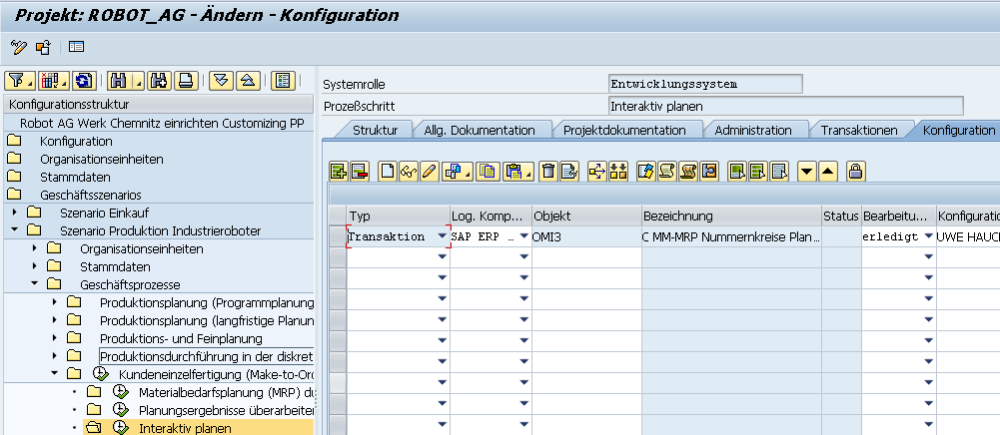 Projekt: ROBOT_AG - Ändern - Konfiguration
Konfigurationsstruktur
Robot AG Werk Chemnitz einrichten Customizing PP
Konfiguration
Organisationseinheiten
Stammdaten
Geschäftsszenarios
Szenario Einkauf
Szenario Produktion Industrieroboter
Organisationseinheiten
Stammdaten
Geschäftsprozesse
Produktionsplanung (Programmplanung
Produktionsplanung (langfristige Planun
Produktions- und Feinplanung
Produktionsdurchführung in der diskret
Kundeneinzelfertigung (Make-to-Orc
Materialbedarfsplanung (MRP) du
Planungsergebnisse überarbeiter
Interaktiv planen
Systemrolle Entwicklungssystem
Prozeßschritt Interaktiv planen
Struktur Allg. Dokumentation Projektdokumentation Administration Transaktionen Konfiguration
Typ Log. Komp... Objekt Bezeichnung Status Bearbeitu... Konfiguratio
Transaktion SAP ERP ... OMI3 C MM-MRP Nummernkreise Plan... erledigt UWE HAUC